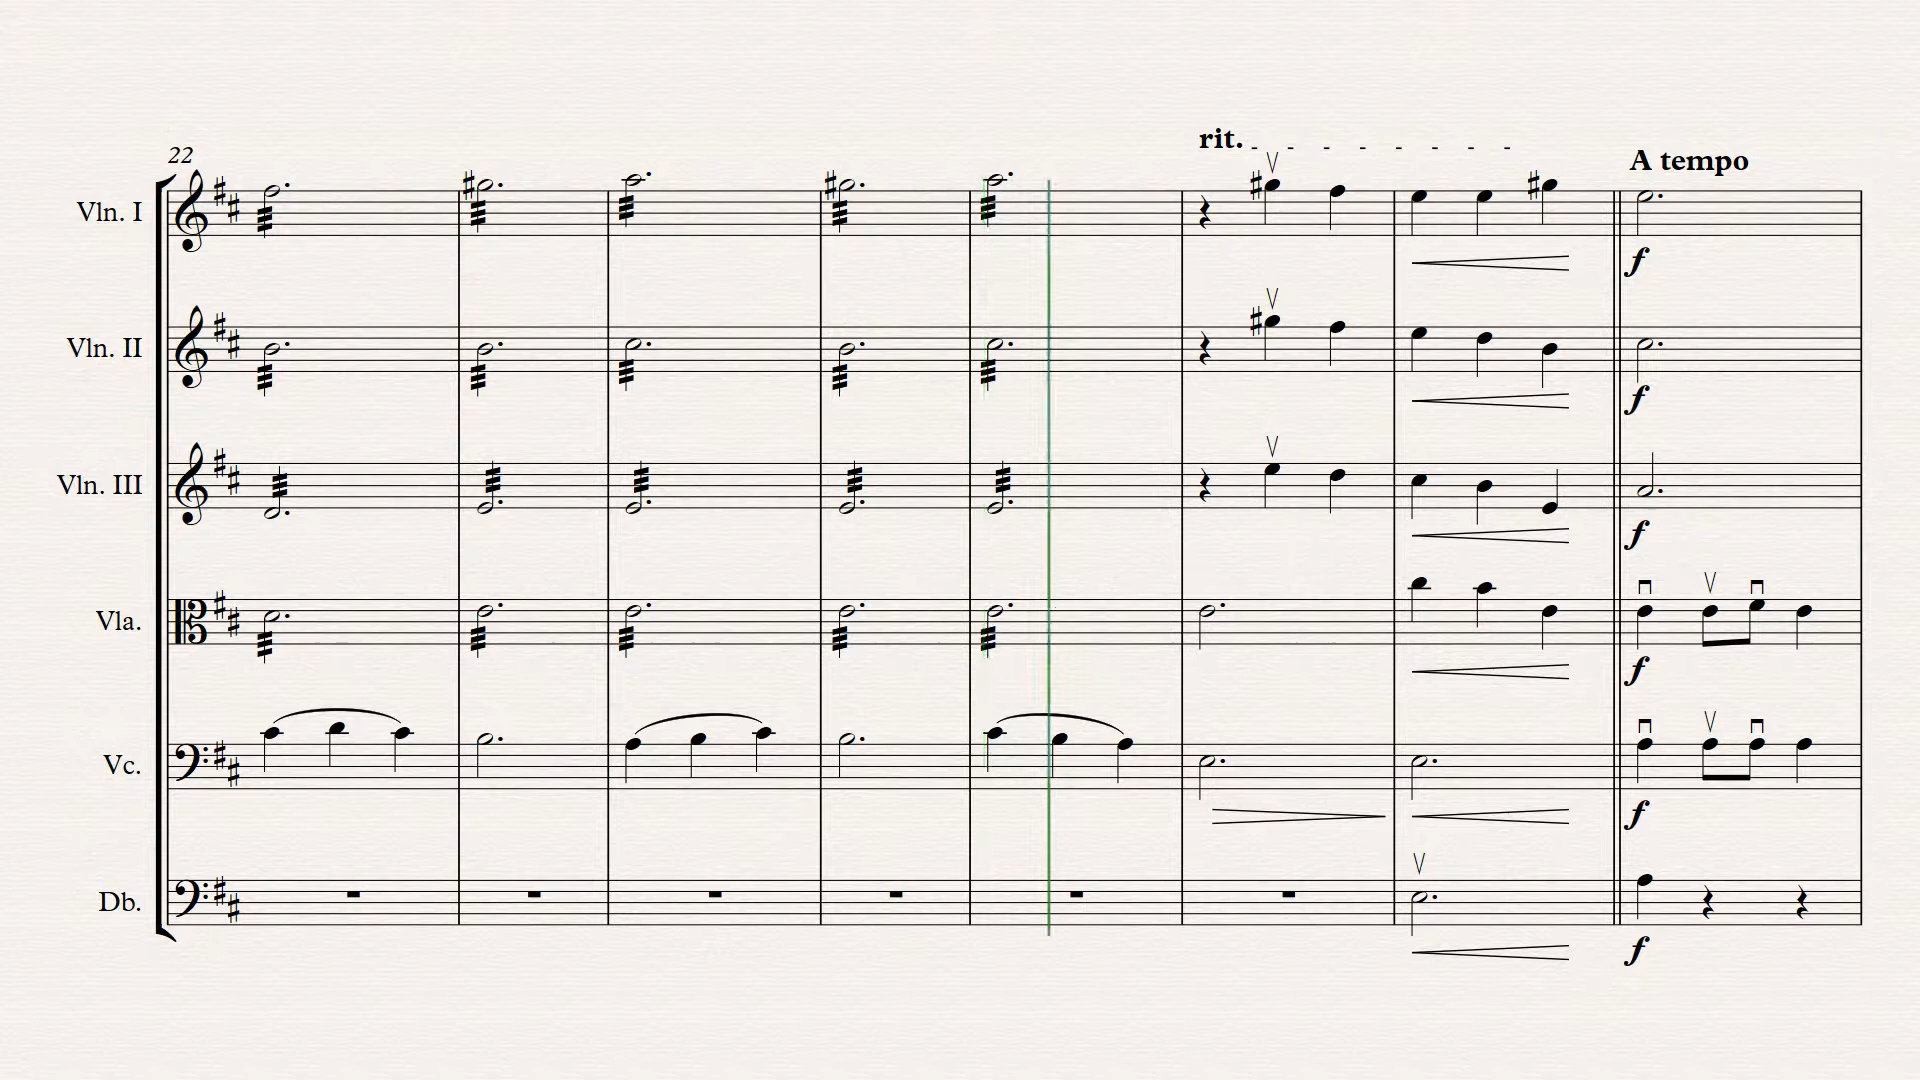 rit. - - - - - - - -
22
A tempo
Vln. I
f
Vln. II
f
Vln. III
f
Vla.
f
Vc.
f
Db.
f